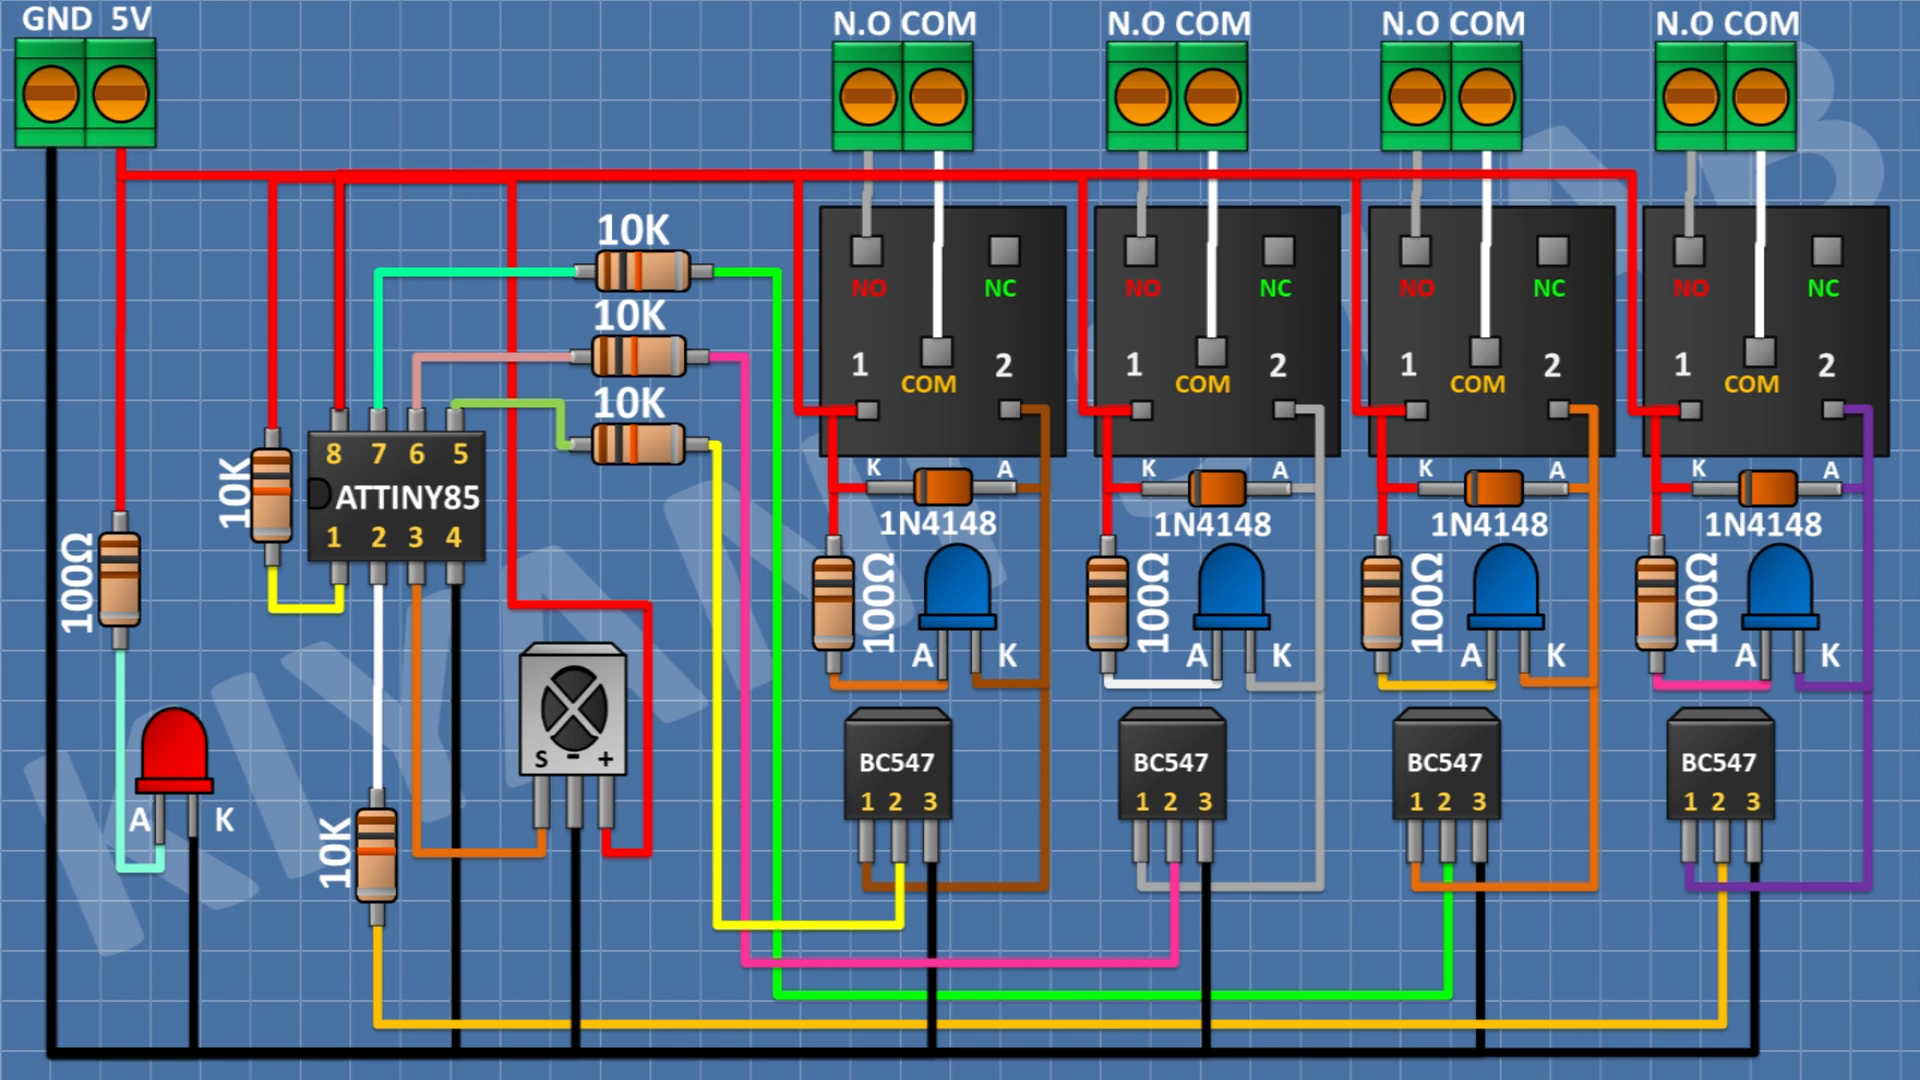 GND 5V
N.O COM
N.O COM
N.O COM
N.O COM
10K
10K
10K
NO
NC
NO
NC
NO
NC
NO
NC
1
2
COM
1
2
COM
1
2
COM
1
2
COM
10K
8 7 6 5
ATTINY85
1 2 3 4
K
A
K
A
K
A
K
A
1N4148
1N4148
1N4148
1N4148
100Ω
100Ω
100Ω
100Ω
100Ω
A
K
A
K
A
K
A
K
S - +
BC547
1 2 3
BC547
1 2 3
BC547
1 2 3
BC547
1 2 3
A
K
10K